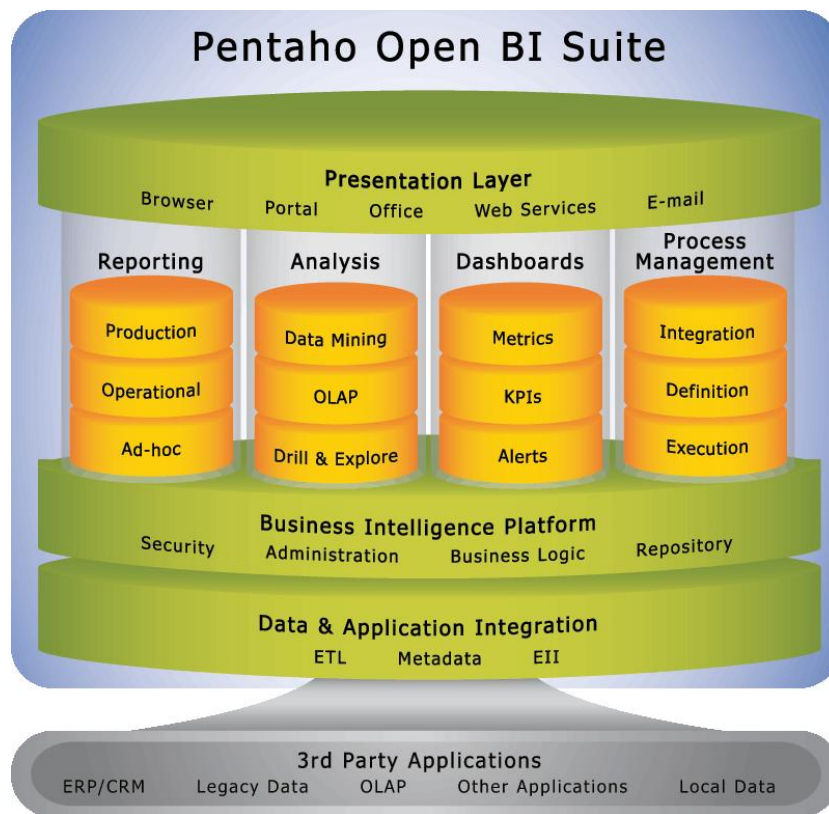 Pentaho Open BI Suite
Presentation Layer
Browser Portal Office Web Services E-mail
Reporting
Production
Operational
Ad-hoc
Analysis
Data Mining
OLAP
Drill & Explore
Dashboards
Metrics
KPIs
Alerts
Process
Management
Integration
Definition
Execution
Business Intelligence Platform
Security Administration Business Logic Repository
Data & Application Integration
ETL Metadata EII
3rd Party Applications
ERP/CRM Legacy Data OLAP Other Applications Local Data